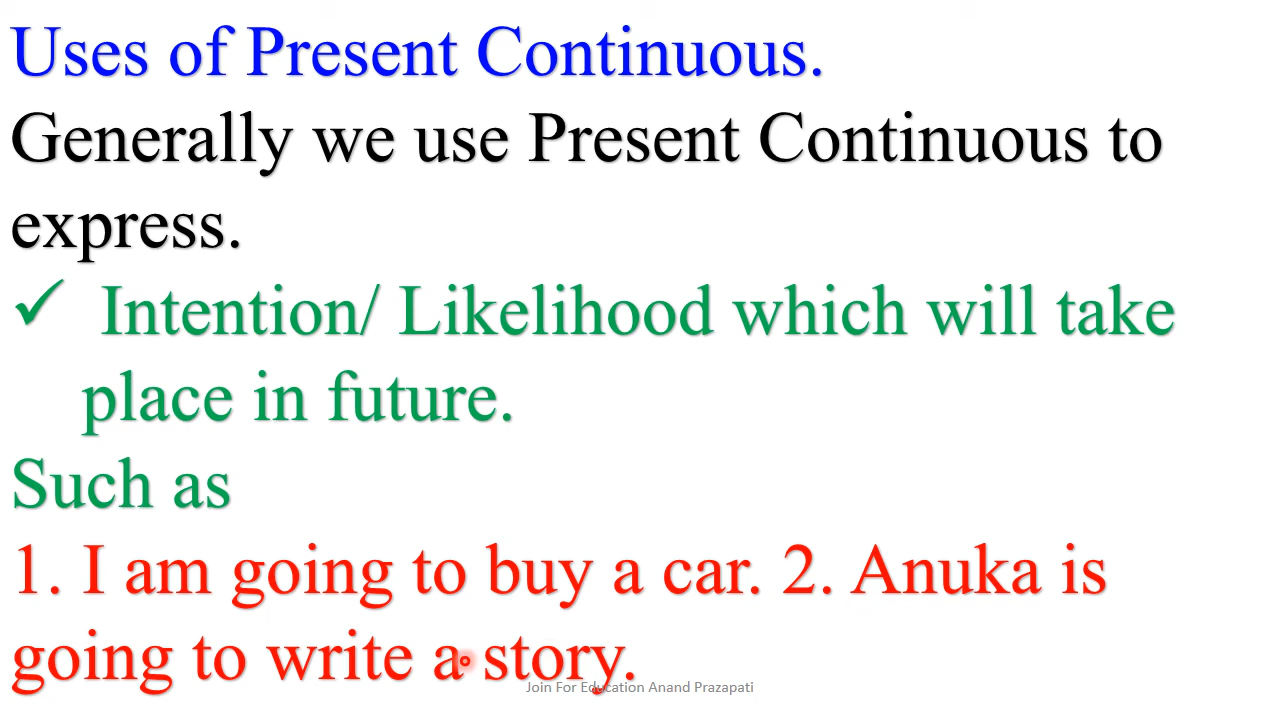 Uses of Present Continuous.
Generally we use Present Continuous to
express.
✓ Intention/ Likelihood which will take
place in future.
Such as
1. I am going to buy a car. 2. Anuka is
going to write a story.
Join For Education Anand Prazapati